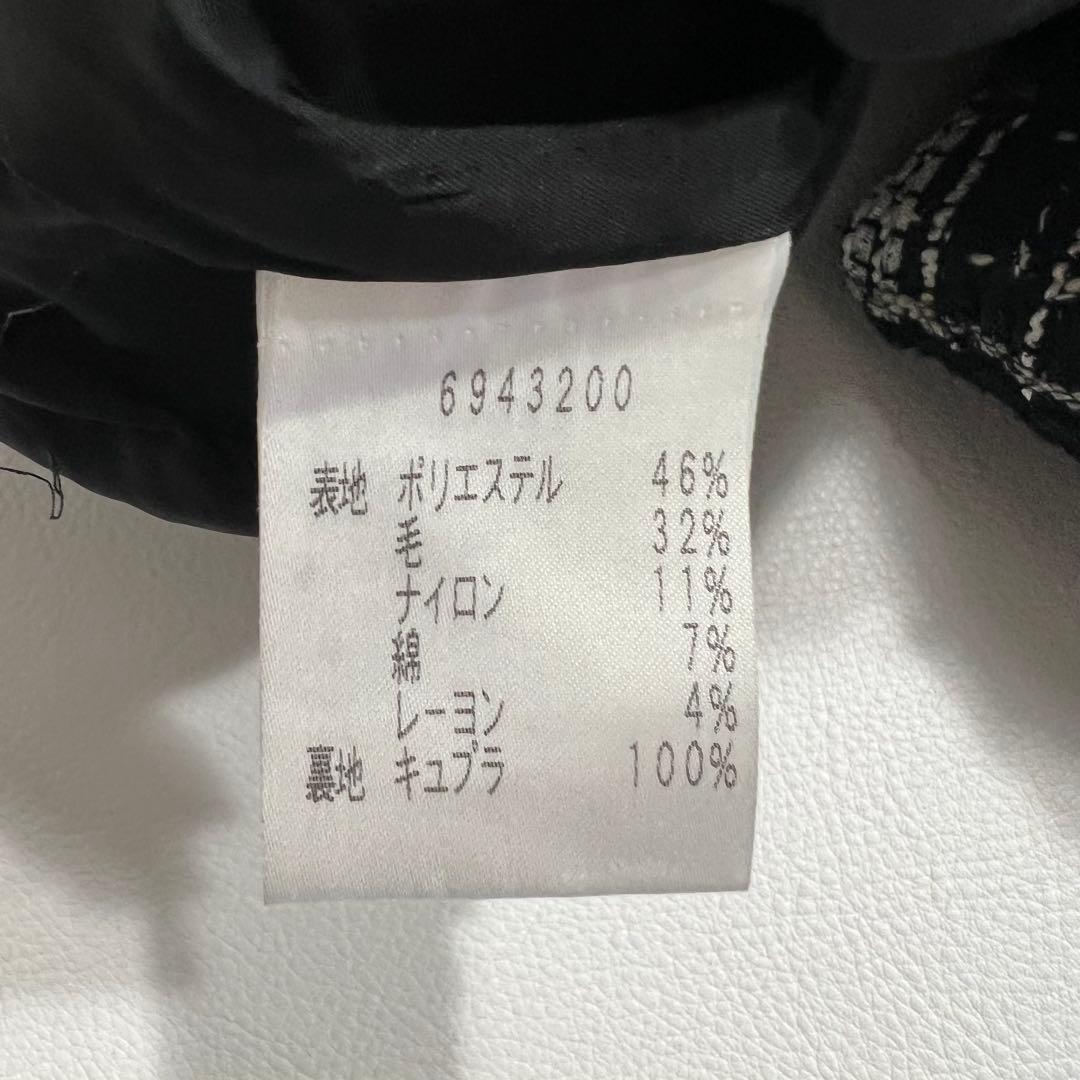 6943200
表地 ポリエステル 46%
毛 32%
ナイロン 11%
綿 7%
レーヨン 4%
裏地 キュプラ 100%